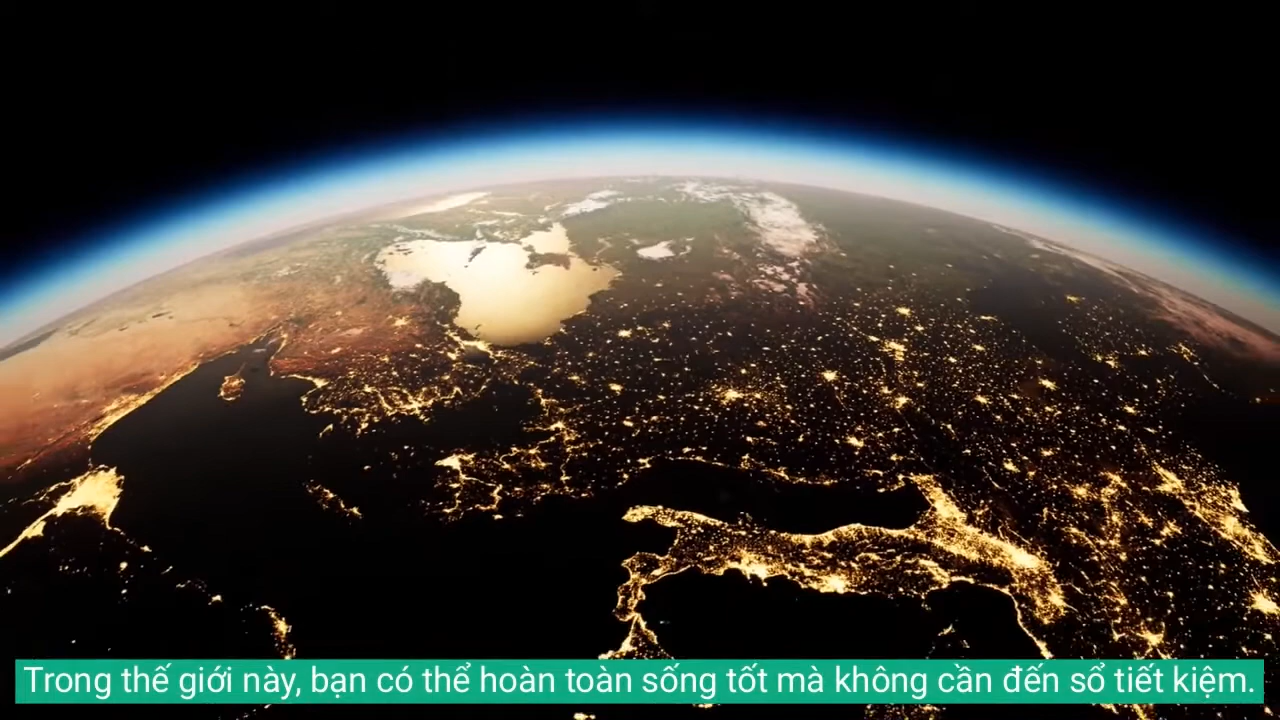 Trong thế giới này, bạn có thể hoàn toàn sống tốt mà không cần đến sổ tiết kiệm.